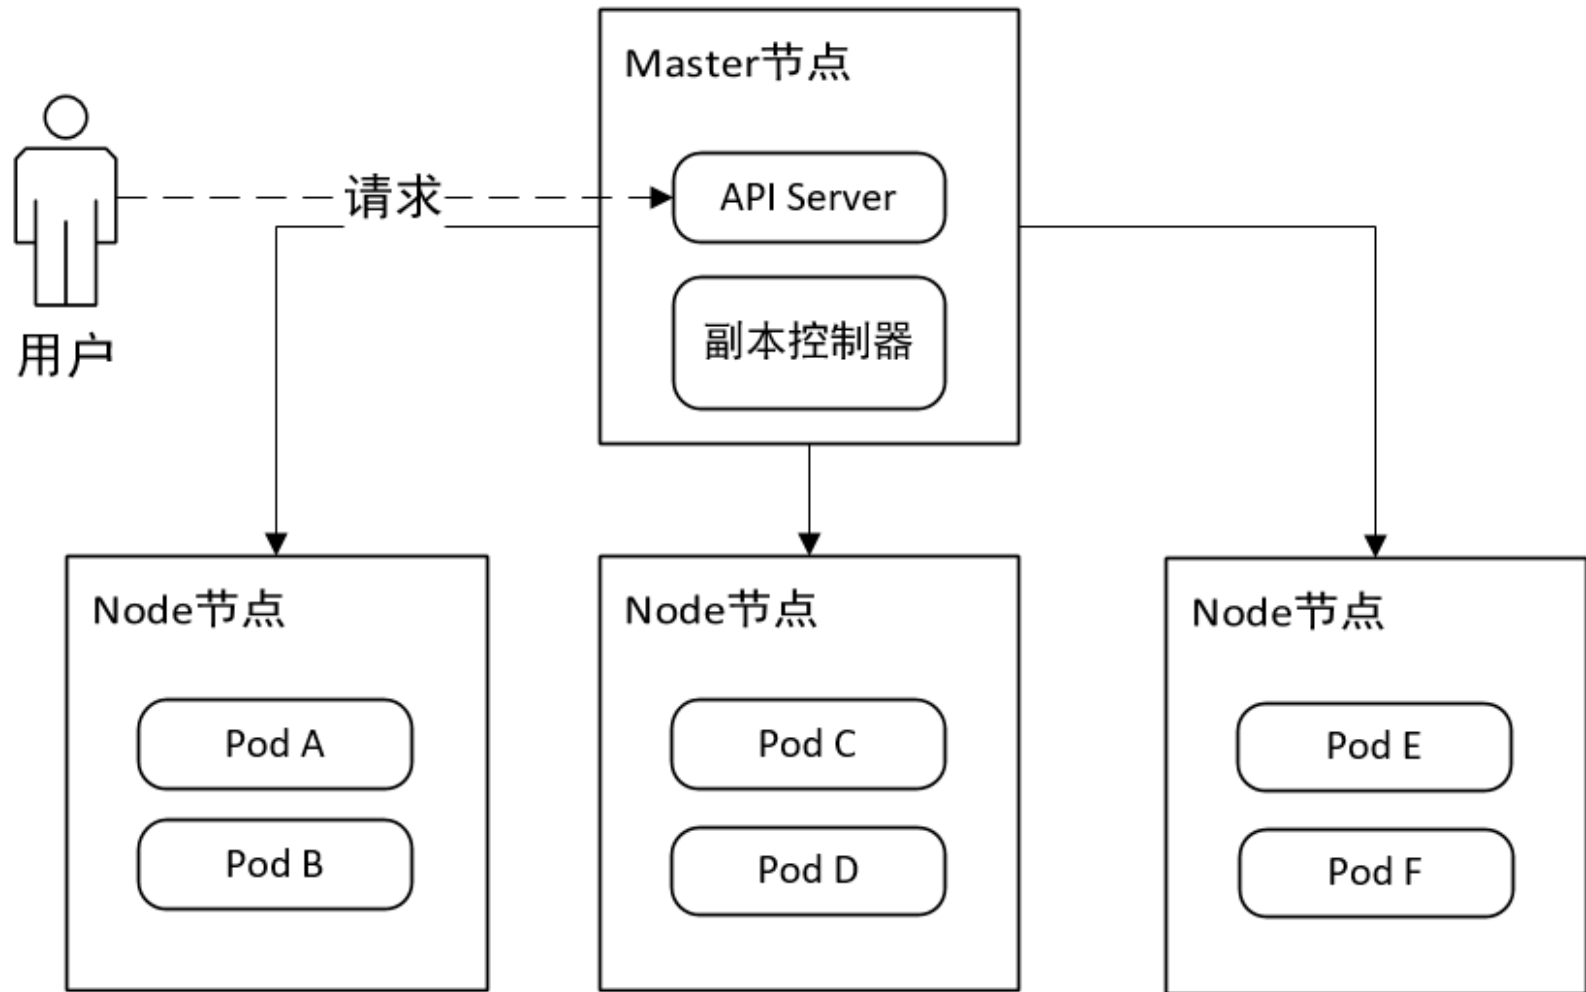 Master节点
请求
API Server
副本控制器
用户
Node节点
Pod A
Pod B
Node节点
Pod C
Pod D
Node节点
Pod E
Pod F